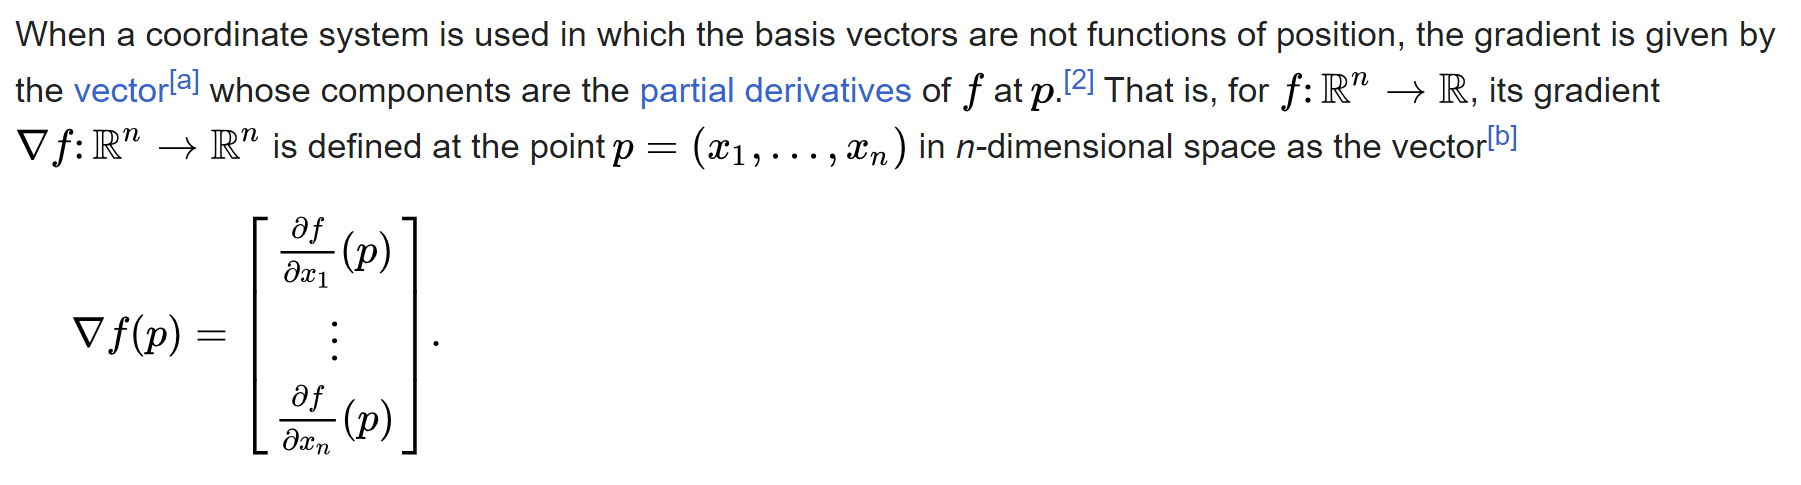 When a coordinate system is used in which the basis vectors are not functions of position, the gradient is given by
the vector[a] whose components are the partial derivatives of f at p.[2] That is, for f: ℝⁿ → ℝ, its gradient
∇f: ℝⁿ → ℝⁿ is defined at the point p = (x₁, . . . , xₙ) in n-dimensional space as the vector[b]
∇f(p) = [ ∂f/∂x₁ (p) ⋮ ∂f/∂xₙ (p) ] .